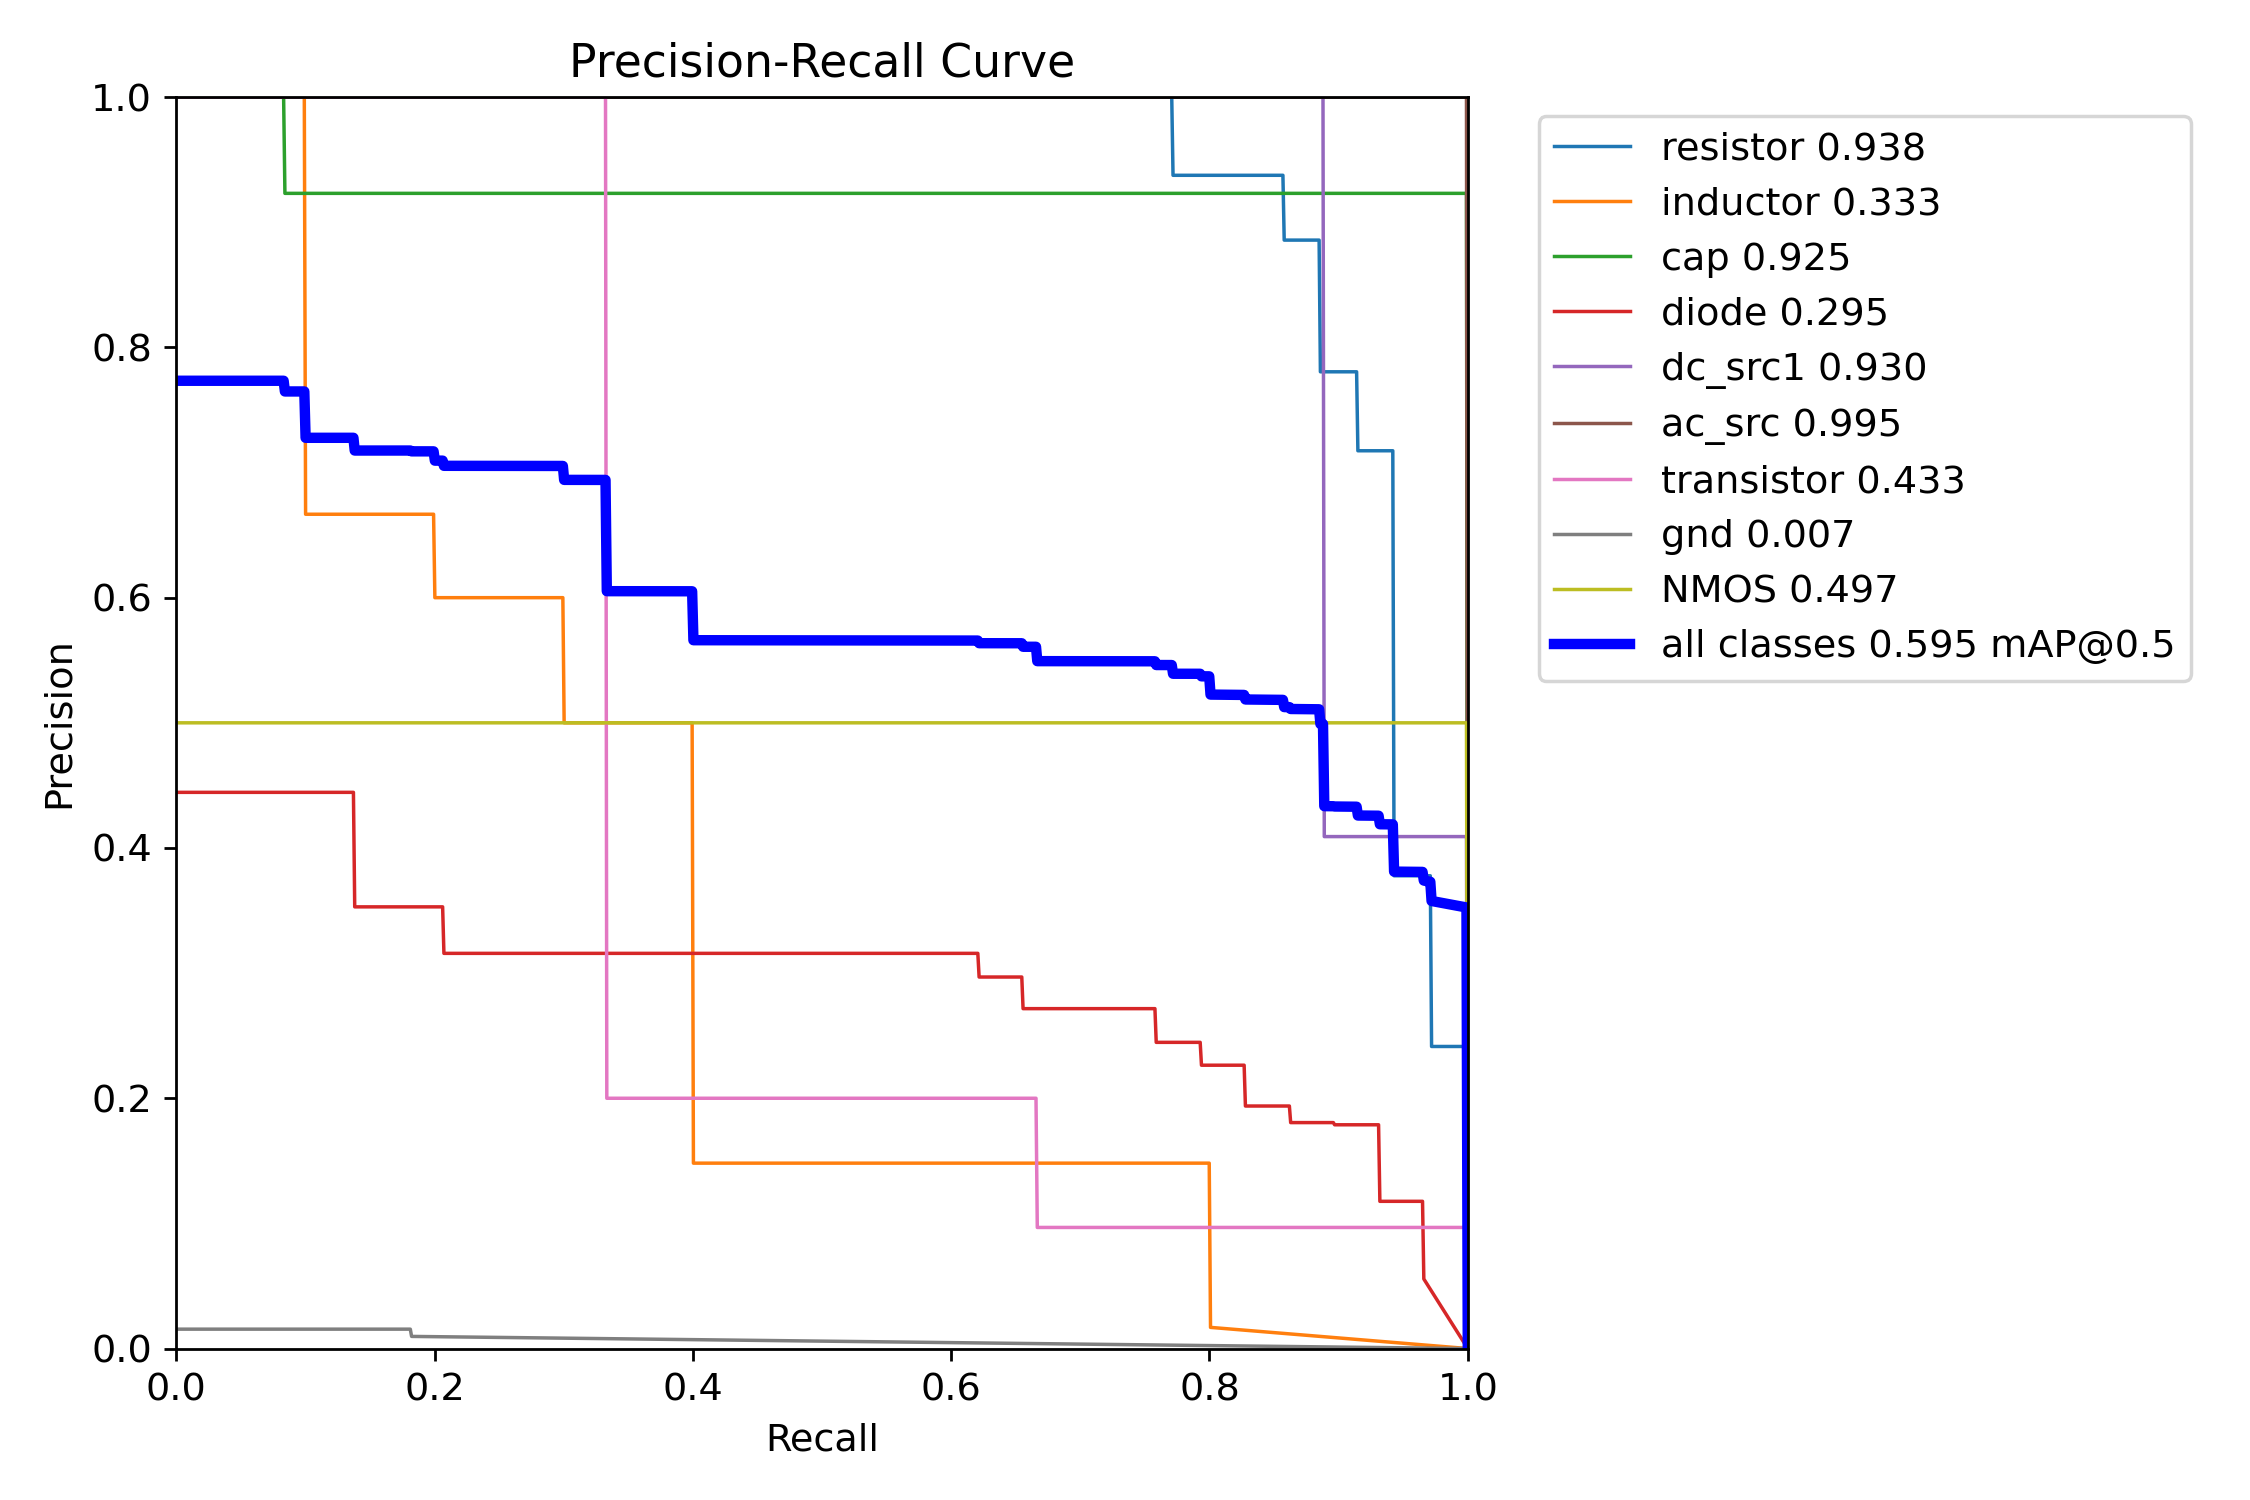 Precision-Recall Curve
1.0
0.8
0.6
0.4
0.2
0.0
Precision
0.0 0.2 0.4 0.6 0.8 1.0
Recall
resistor 0.938
inductor 0.333
cap 0.925
diode 0.295
dc_src1 0.930
ac_src 0.995
transistor 0.433
gnd 0.007
NMOS 0.497
all classes 0.595 mAP@0.5